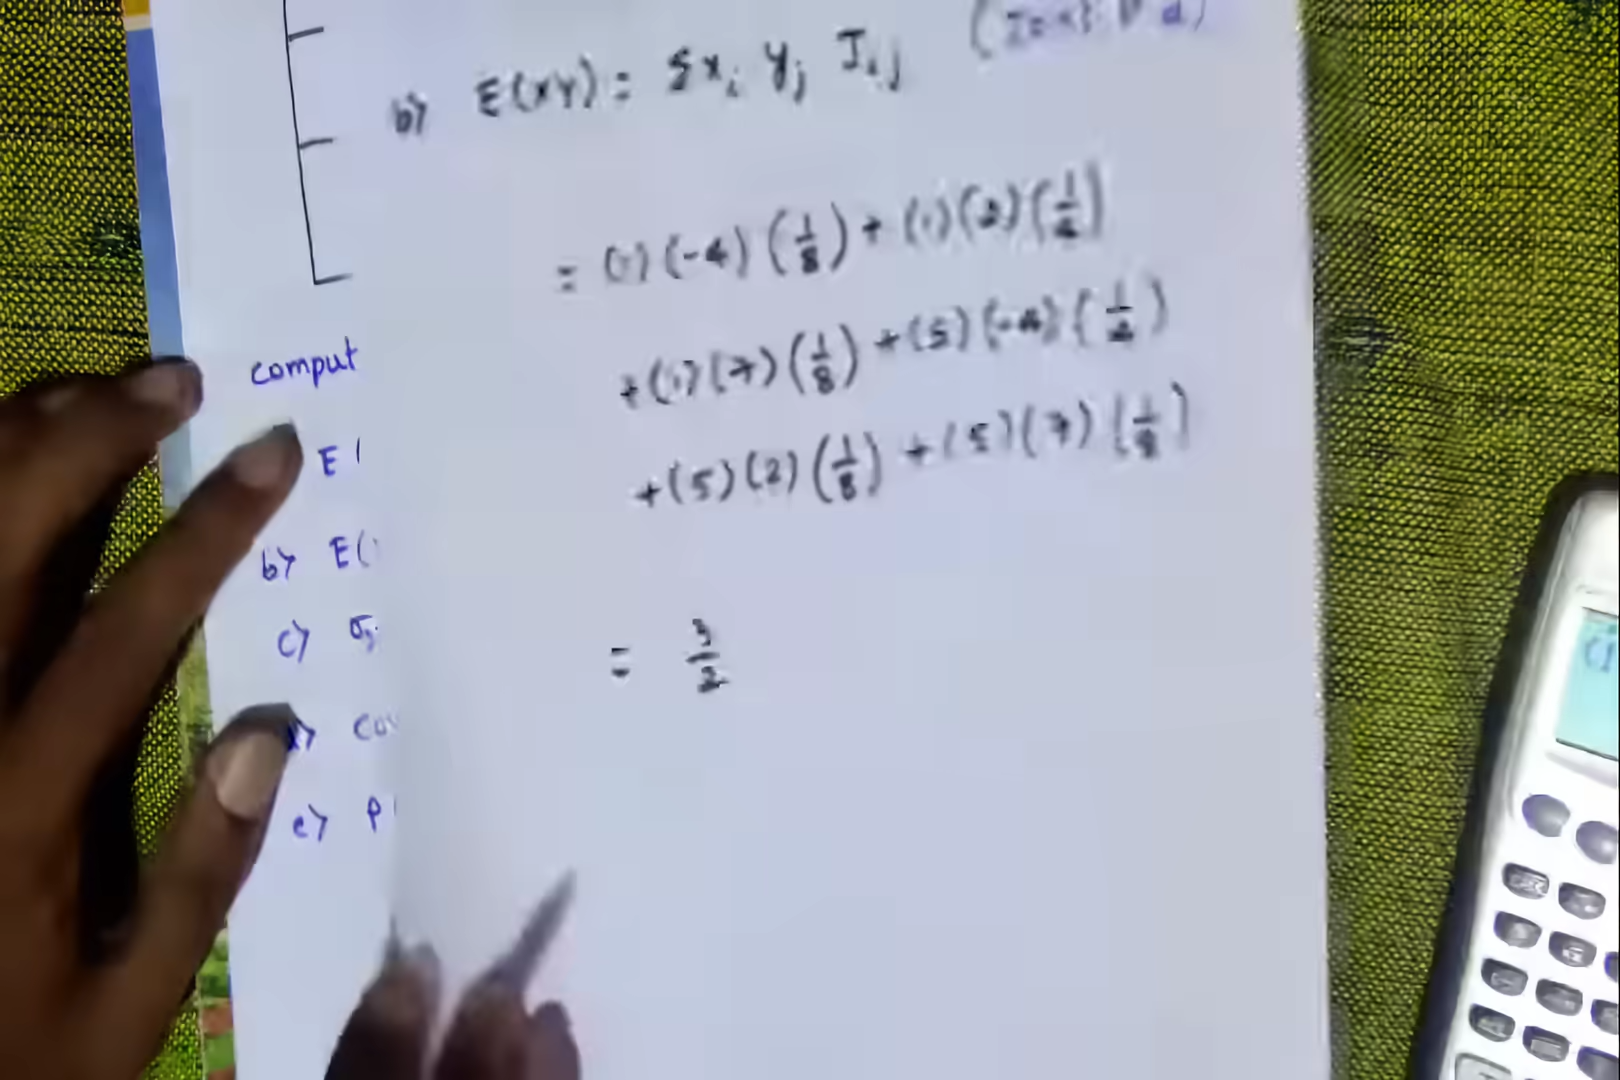 b) E(XY) = Σ xᵢ yⱼ Jᵢⱼ
= (1)(-4)(1/8) + (1)(2)(1/4)
+ (1)(7)(1/8) + (5)(-4)(1/4)
+ (5)(2)(1/8) + (5)(7)(1/8)
= 3/2
comput
E(
b) E(
c) σ
d) Cov
e) P